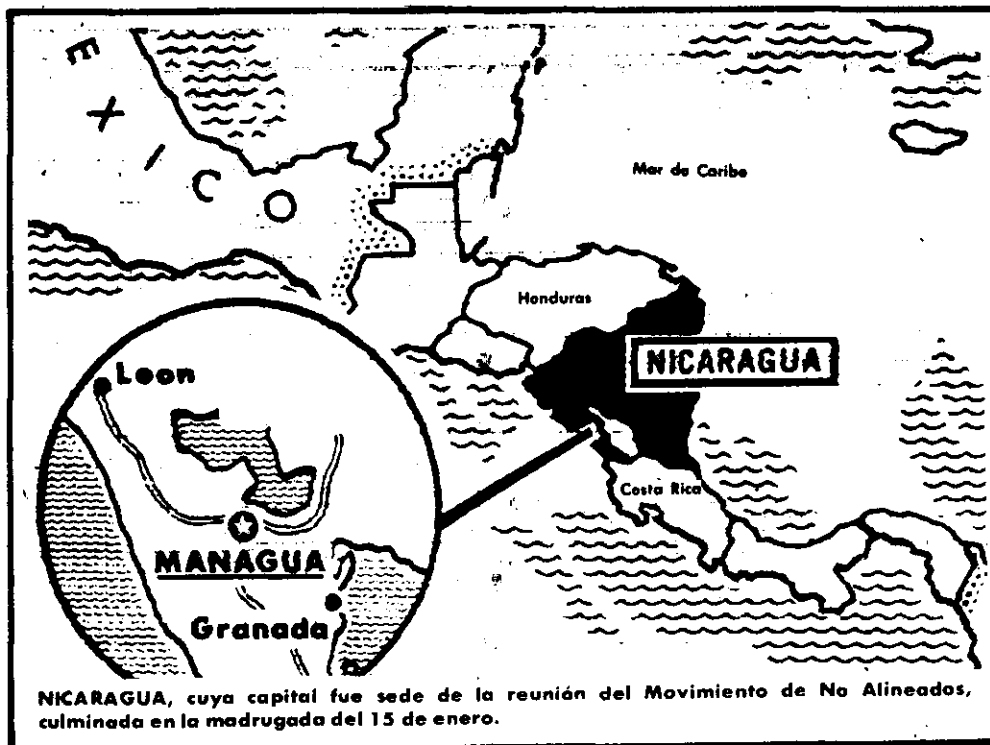 EXICO
Mar de Caribe
Honduras
NICARAGUA
Leon
Costa Rica
MANAGUA
Granada
NICARAGUA, cuya capital fue sede de la reunión del Movimiento de No Alineados,
culminada en la madrugada del 15 de enero.